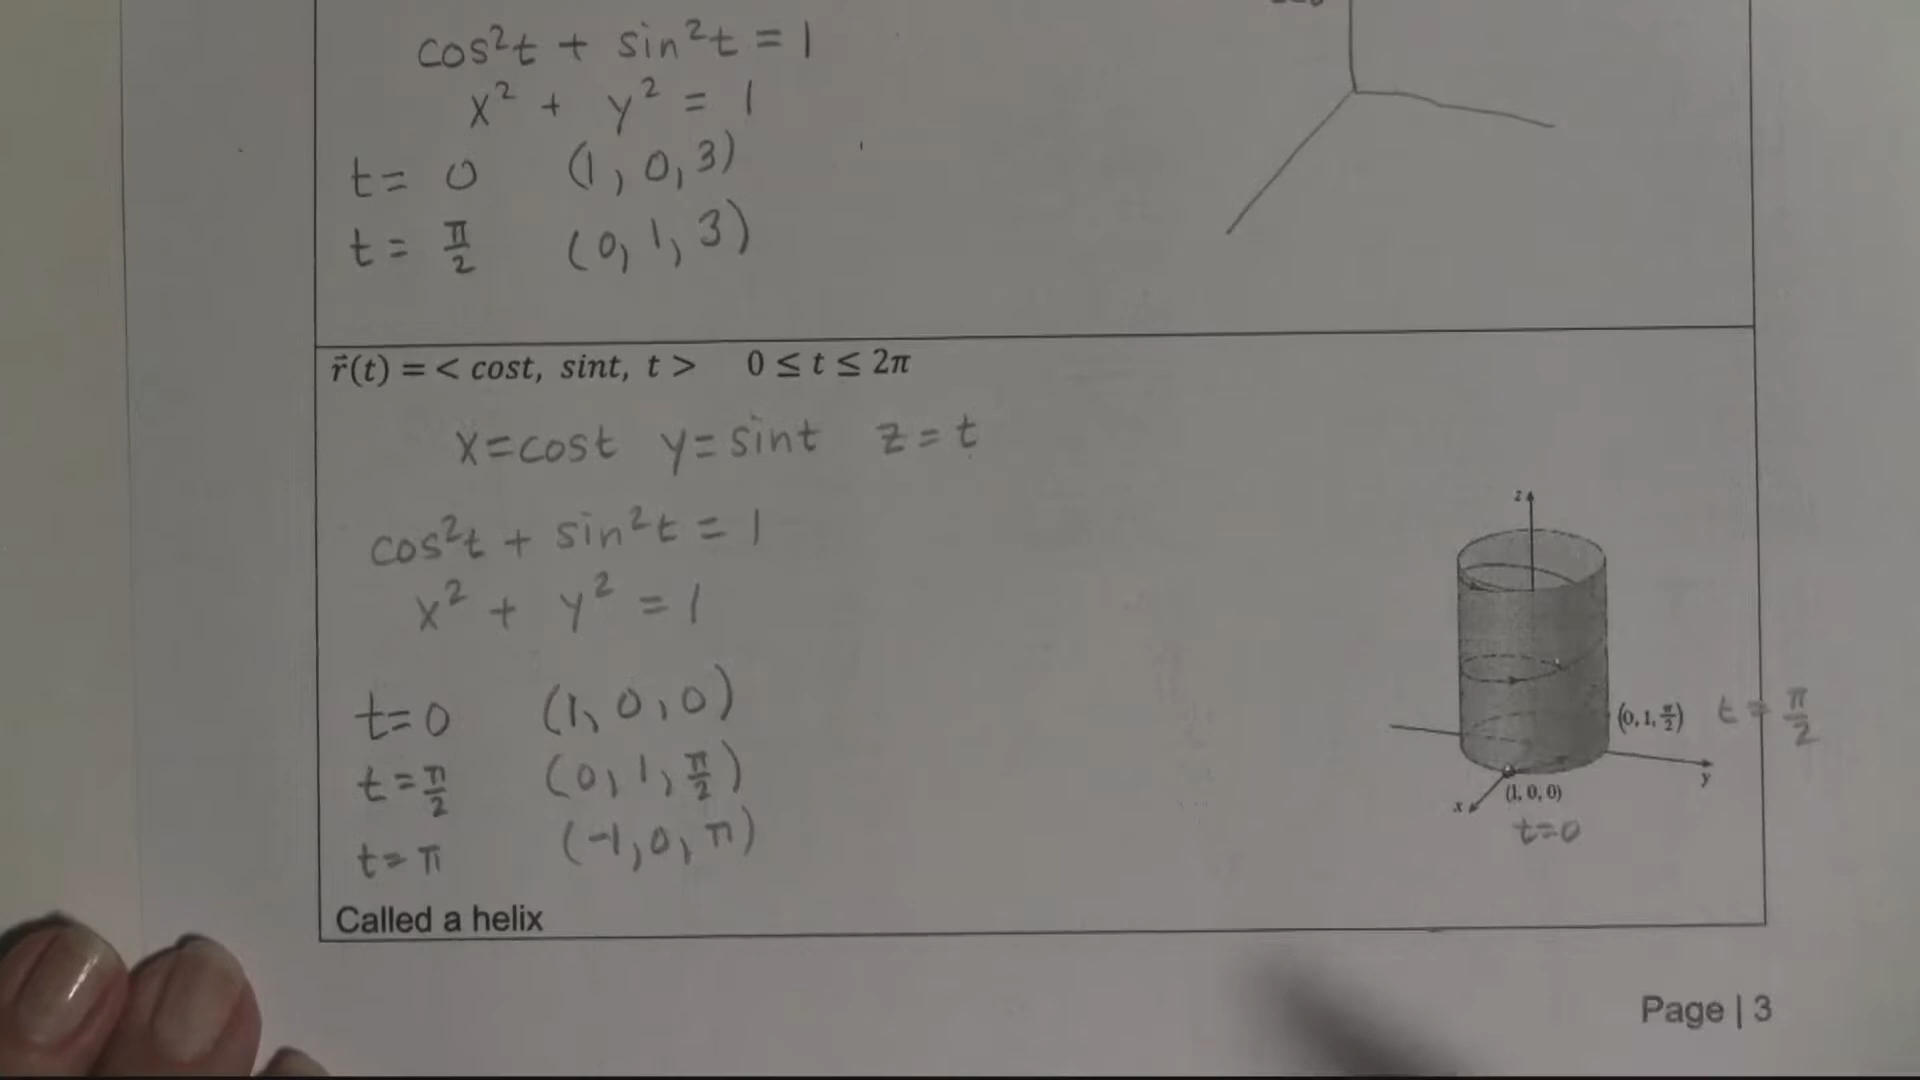 cos²t + sin²t = 1
x² + y² = 1
t = 0 (1, 0, 3)
t = π/2 (0, 1, 3)
r⃗(t) = < cost, sint, t > 0 ≤ t ≤ 2π
x=cost y=sint z=t
cos²t + sin²t = 1
x² + y² = 1
t=0 (1, 0, 0)
t=π/2 (0, 1, π/2)
t=π (-1, 0, π)
Called a helix
z
(0, 1, π/2) t = π/2
y
x
(1, 0, 0)
t=0
Page | 3